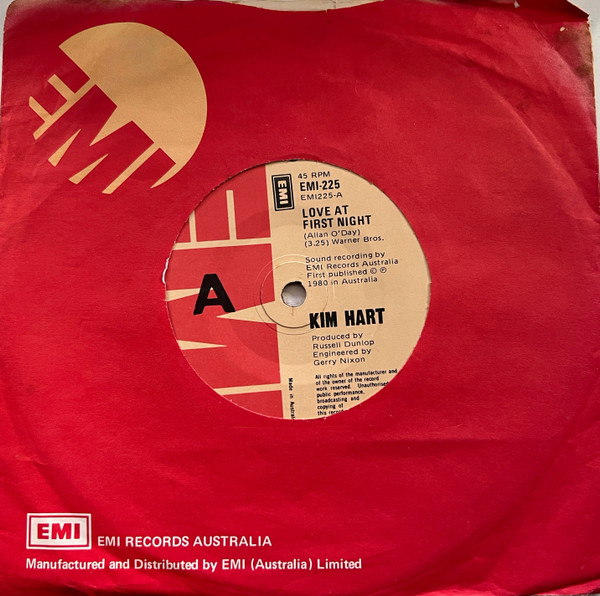 EMI
A
EMI
45 RPM
EMI-225
EMI225-A
LOVE AT
FIRST NIGHT
(Allan O'Day)
(3.25) Warner Bros.
Sound recording by
EMI Records Australia
First published © ℗
1980 in Australia
KIM HART
Produced by
Russell Dunlop
Engineered by
Gerry Nixon
All rights of the manufacturer and
of the owner of the record
work reserved. Unauthorised
public performance,
broadcasting and
copying of
this record
Made in Australia
EMI EMI RECORDS AUSTRALIA
Manufactured and Distributed by EMI (Australia) Limited